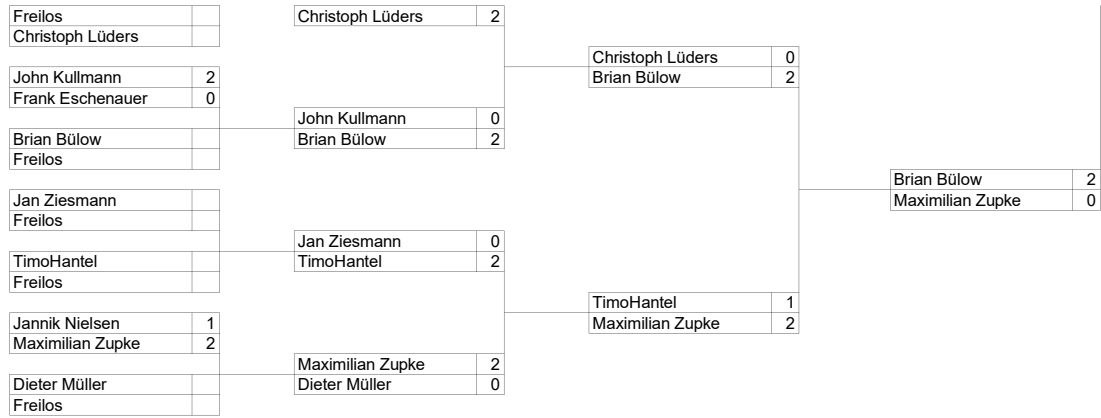 Freilos
Christoph Lüders
John Kullmann 2
Frank Eschenauer 0
Brian Bülow
Freilos
Jan Ziesmann
Freilos
TimoHantel
Freilos
Jannik Nielsen 1
Maximilian Zupke 2
Dieter Müller
Freilos
Christoph Lüders 2
John Kullmann 0
Brian Bülow 2
Jan Ziesmann 0
TimoHantel 2
Maximilian Zupke 2
Dieter Müller 0
Christoph Lüders 0
Brian Bülow 2
TimoHantel 1
Maximilian Zupke 2
Brian Bülow 2
Maximilian Zupke 0